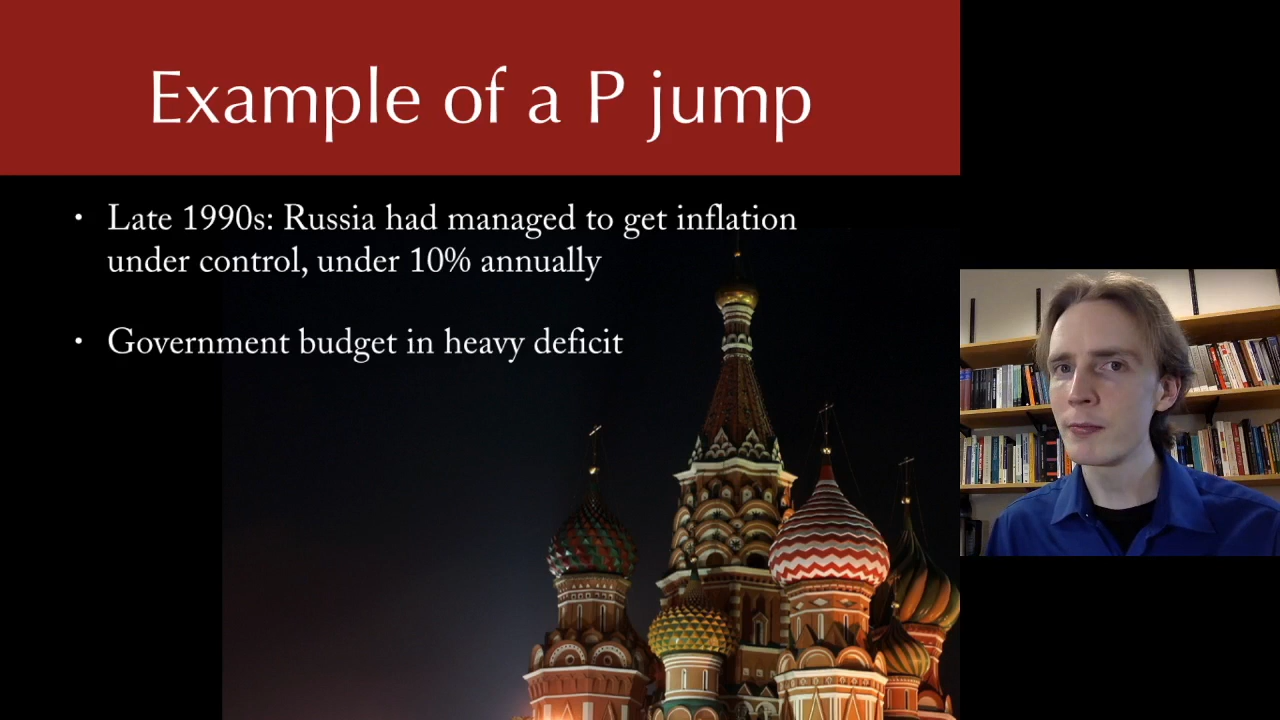 Example of a P jump
• Late 1990s: Russia had managed to get inflation
under control, under 10% annually
• Government budget in heavy deficit